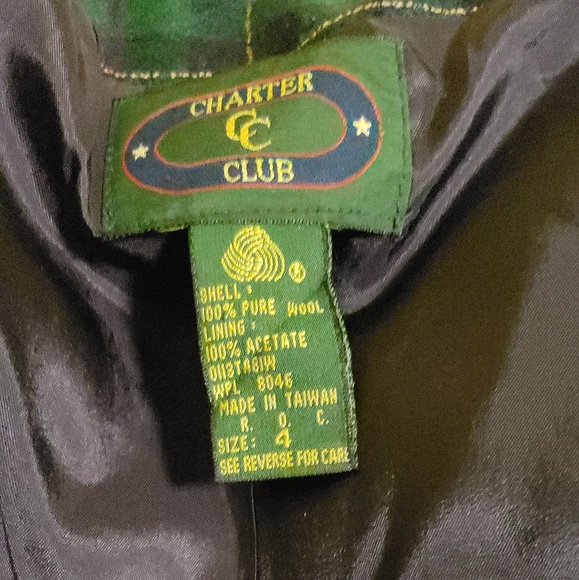 CHARTER
CC
CLUB
SHELL:
100% PURE WOOL
LINING:
100% ACETATE
WPL 8046
MADE IN TAIWAN
R. O. C.
SIZE: 4
SEE REVERSE FOR CARE